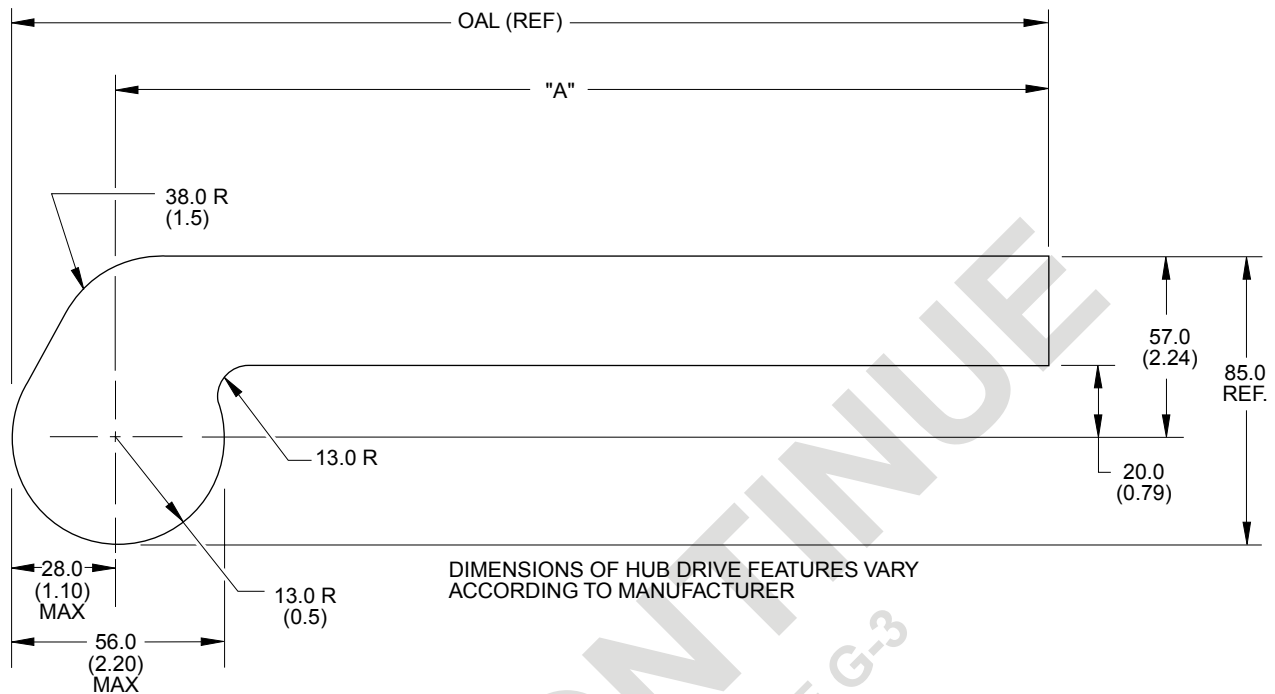 OAL (REF)
"A"
38.0 R
(1.5)
57.0
(2.24)
85.0
REF.
13.0 R
20.0
(0.79)
28.0
(1.10)
MAX
13.0 R
(0.5)
DIMENSIONS OF HUB DRIVE FEATURES VARY
ACCORDING TO MANUFACTURER
56.0
(2.20)
MAX
NTINUE
G-3